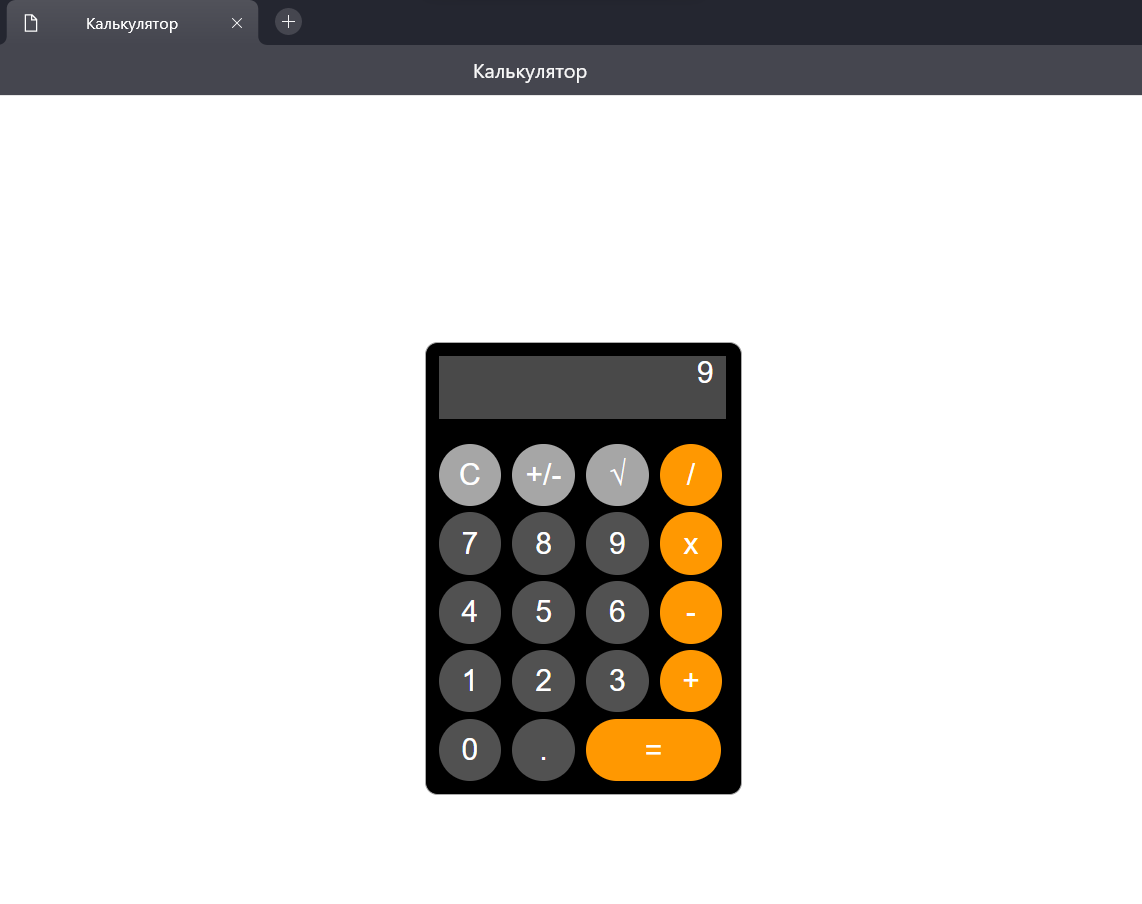 Калькулятор
Калькулятор
9
C +/- √ /
7 8 9 x
4 5 6 -
1 2 3 +
0 . =